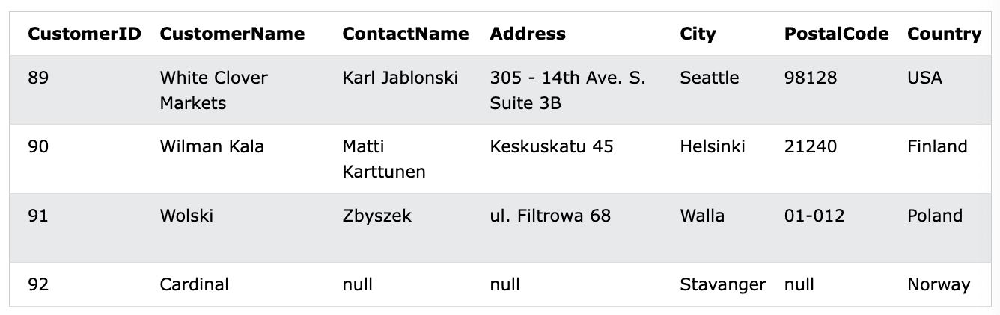 CustomerID CustomerName ContactName Address City PostalCode Country
89 White Clover Karl Jablonski 305 - 14th Ave. S. Seattle 98128 USA
Markets Suite 3B
90 Wilman Kala Matti Keskuskatu 45 Helsinki 21240 Finland
Karttunen
91 Wolski Zbyszek ul. Filtrowa 68 Walla 01-012 Poland
92 Cardinal null null Stavanger null Norway